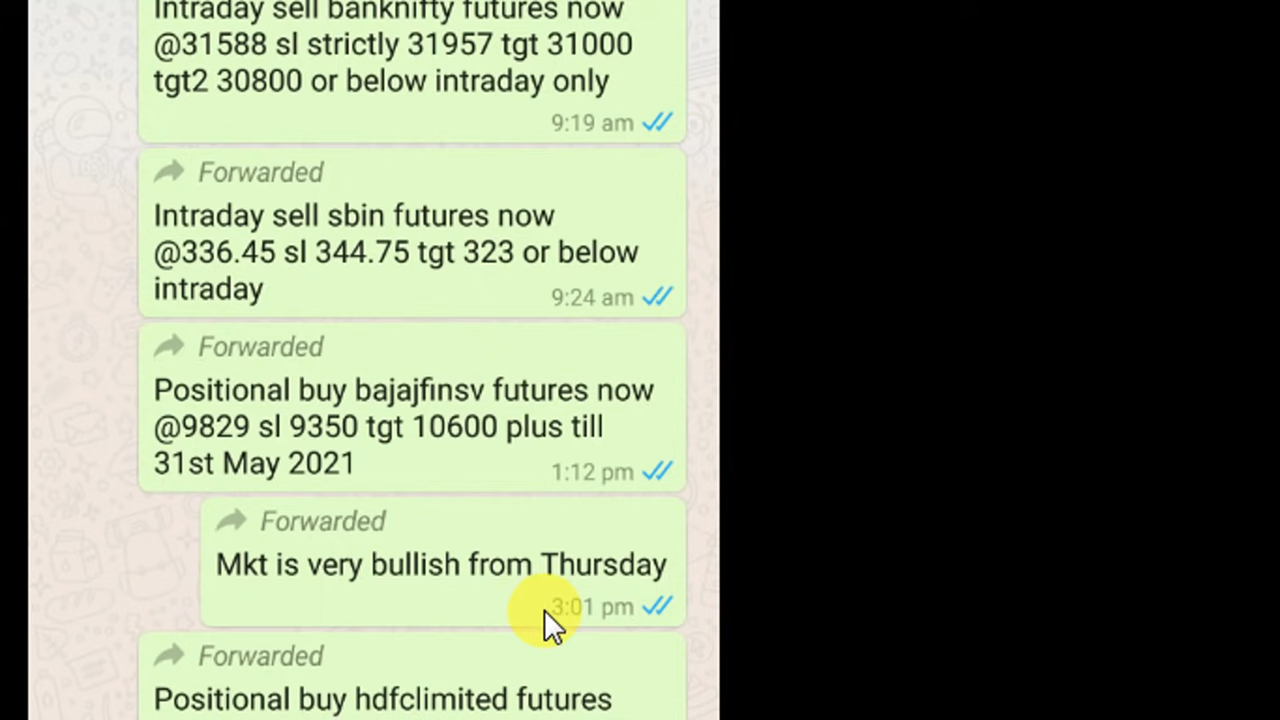 Intraday sell banknifty futures now
@31588 sl strictly 31957 tgt 31000
tgt2 30800 or below intraday only
9:19 am
Forwarded
Intraday sell sbin futures now
@336.45 sl 344.75 tgt 323 or below
intraday
9:24 am
Forwarded
Positional buy bajajfinsv futures now
@9829 sl 9350 tgt 10600 plus till
31st May 2021
1:12 pm
Forwarded
Mkt is very bullish from Thursday
3:01 pm
Forwarded
Positional buy hdfclimited futures